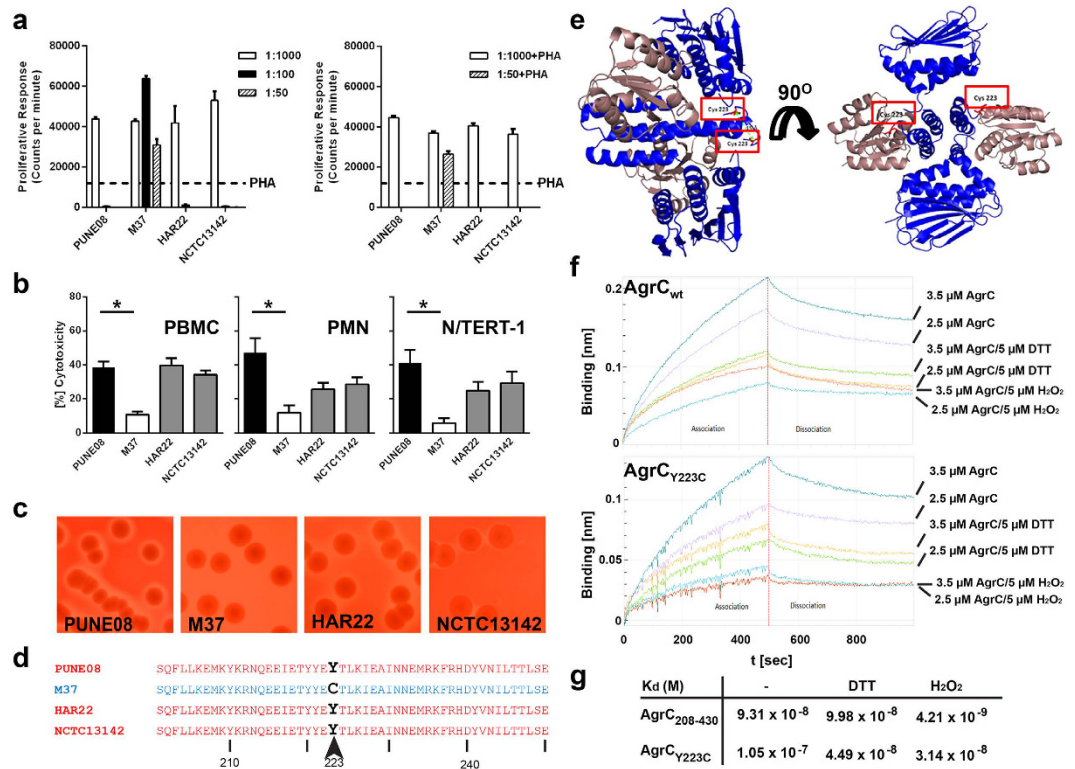 a
80000
60000
40000
20000
0
Proliferative Response
(Counts per minute)
1:1000
1:100
1:50
PHA
PUNE08
M37
HAR22
NCTC13142
80000
60000
40000
20000
0
Proliferative Response
(Counts per minute)
1:1000+PHA
1:50+PHA
PHA
PUNE08
M37
HAR22
NCTC13142
b
[%] Cytotoxicity
80
60
40
20
0
*
PBMC
PUNE08
M37
HAR22
NCTC13142
*
PMN
PUNE08
M37
HAR22
NCTC13142
*
N/TERT-1
PUNE08
M37
HAR22
NCTC13142
c
PUNE08
M37
HAR22
NCTC13142
d
PUNE08 SQFLLKEMKYKRNQEEIETYYEYTLKIEAINNEMRKFRHDYVNILTTLSE
M37 SQFLLKEMKYKRNQEEIETYYECTLKIEAINNEMRKFRHDYVNILTTLSE
HAR22 SQFLLKEMKYKRNQEEIETYYEYTLKIEAINNEMRKFRHDYVNILTTLSE
NCTC13142 SQFLLKEMKYKRNQEEIETYYEYTLKIEAINNEMRKFRHDYVNILTTLSE
210 223 240
e
Cys 223
Cys 223
90O
Cys 223
Cys 223
f
AgrCwt
Binding [nm]
0.2
0.1
0
Association
Dissociation
3.5 µM AgrC
2.5 µM AgrC
3.5 µM AgrC/5 µM DTT
2.5 µM AgrC/5 µM DTT
3.5 µM AgrC/5 µM H2O2
2.5 µM AgrC/5 µM H2O2
AgrCY223C
Binding [nm]
0.1
0.05
0
Association
Dissociation
3.5 µM AgrC
2.5 µM AgrC
3.5 µM AgrC/5 µM DTT
2.5 µM AgrC/5 µM DTT
3.5 µM AgrC/5 µM H2O2
2.5 µM AgrC/5 µM H2O2
0 200 400 600 800
t [sec]
g
Kd (M) - DTT H2O2
AgrC208-430 9.31 x 10-8 9.98 x 10-8 4.21 x 10-9
AgrCY223C 1.05 x 10-7 4.49 x 10-8 3.14 x 10-8